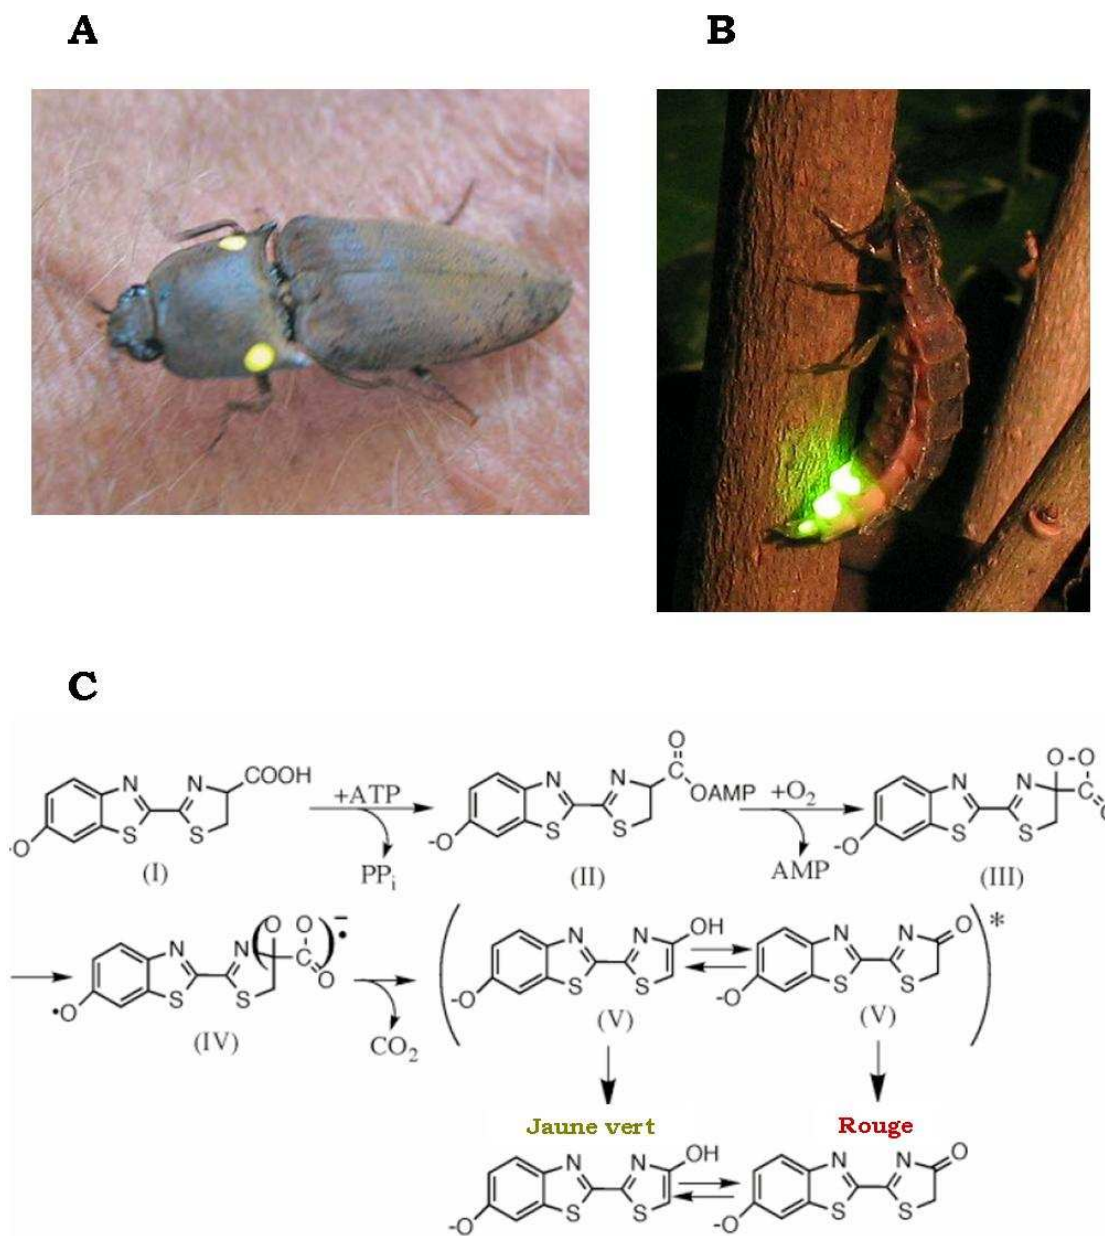 A
B
C
COOH
+ATP
PPi
(I)
OAMP
+O2
AMP
(II)
(III)
(IV)
CO2
OH
(V)
(V)
*
Jaune vert
Rouge
OH